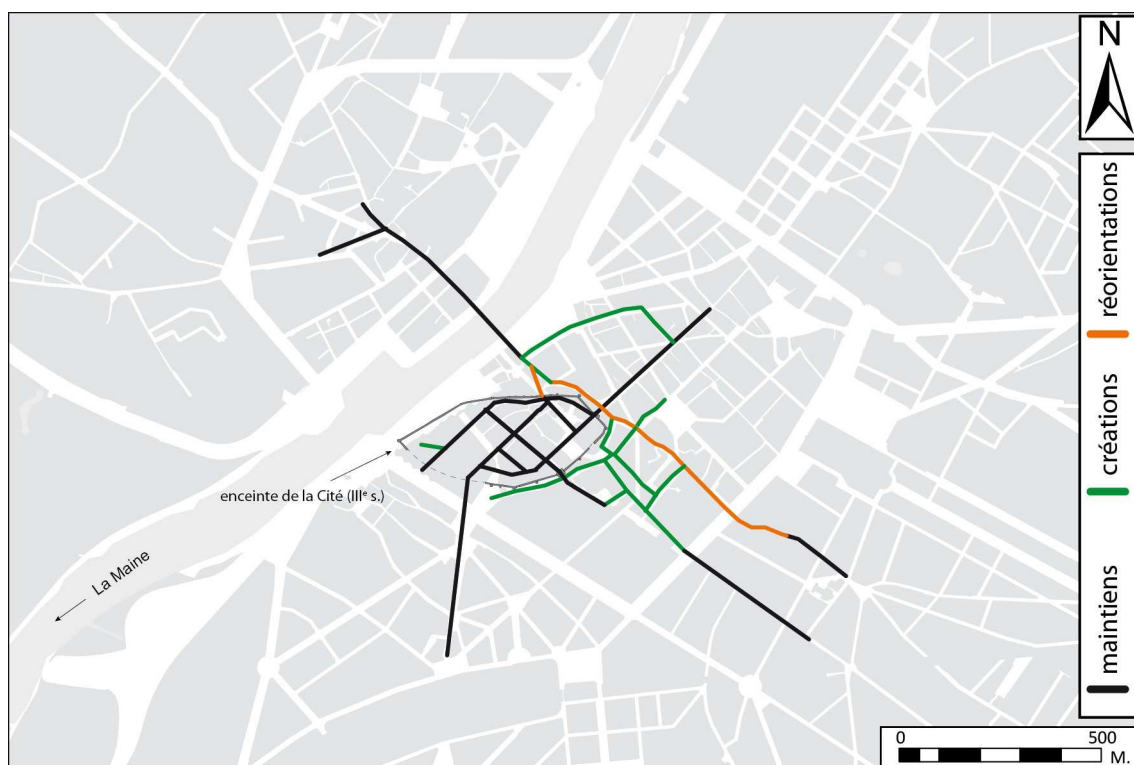 N
réorientations
créations
maintiens
enceinte de la Cité (IIIᵉ s.)
La Maine
0 500
M.